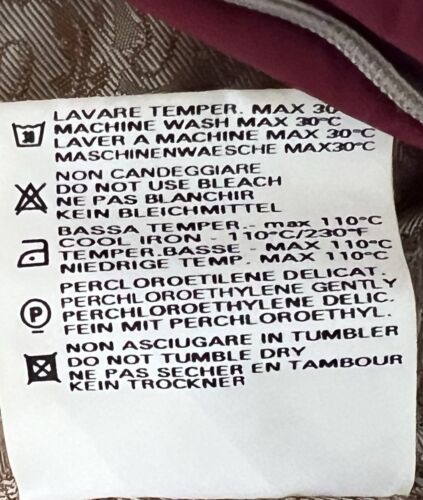 LAVARE TEMPER. MAX 30
MACHINE WASH MAX 30°C
LAVER A MACHINE MAX 30°C
MASCHINENWAESCHE MAX30°C
NON CANDEGGIARE
DO NOT USE BLEACH
NE PAS BLANCHIR
KEIN BLEICHMITTEL
BASSA TEMPER.- max 110°C
COOL IRON - 110°C/230°F
TEMPER.BASSE - MAX 110°C
NIEDRIGE TEMP. MAX 110°C
PERCLOROETILENE DELICAT.
PERCHLOROETHYLENE GENTLY
PERCHLOROETHYLENE DELIC.
FEIN MIT PERCHLOROETHYL.
P
NON ASCIUGARE IN TUMBLER
DO NOT TUMBLE DRY
NE PAS SECHER EN TAMBOUR
KEIN TROCKNER